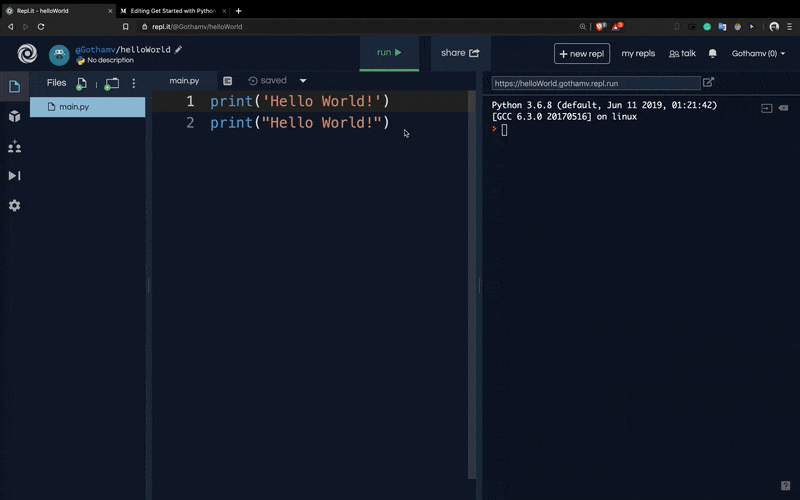 Repl.it - helloWorld
Editing Get Started with Python
repl.it/@Gothamv/helloWorld
@Gothamv/helloWorld
No description
run
share
+ new repl
my repls
talk
Gothamv (0)
Files
main.py
main.py
saved
https://helloWorld.gothamv.repl.run
1 print('Hello World!')
2 print("Hello World!")
Python 3.6.8 (default, Jun 11 2019, 01:21:42)
[GCC 6.3.0 20170516] on linux
>